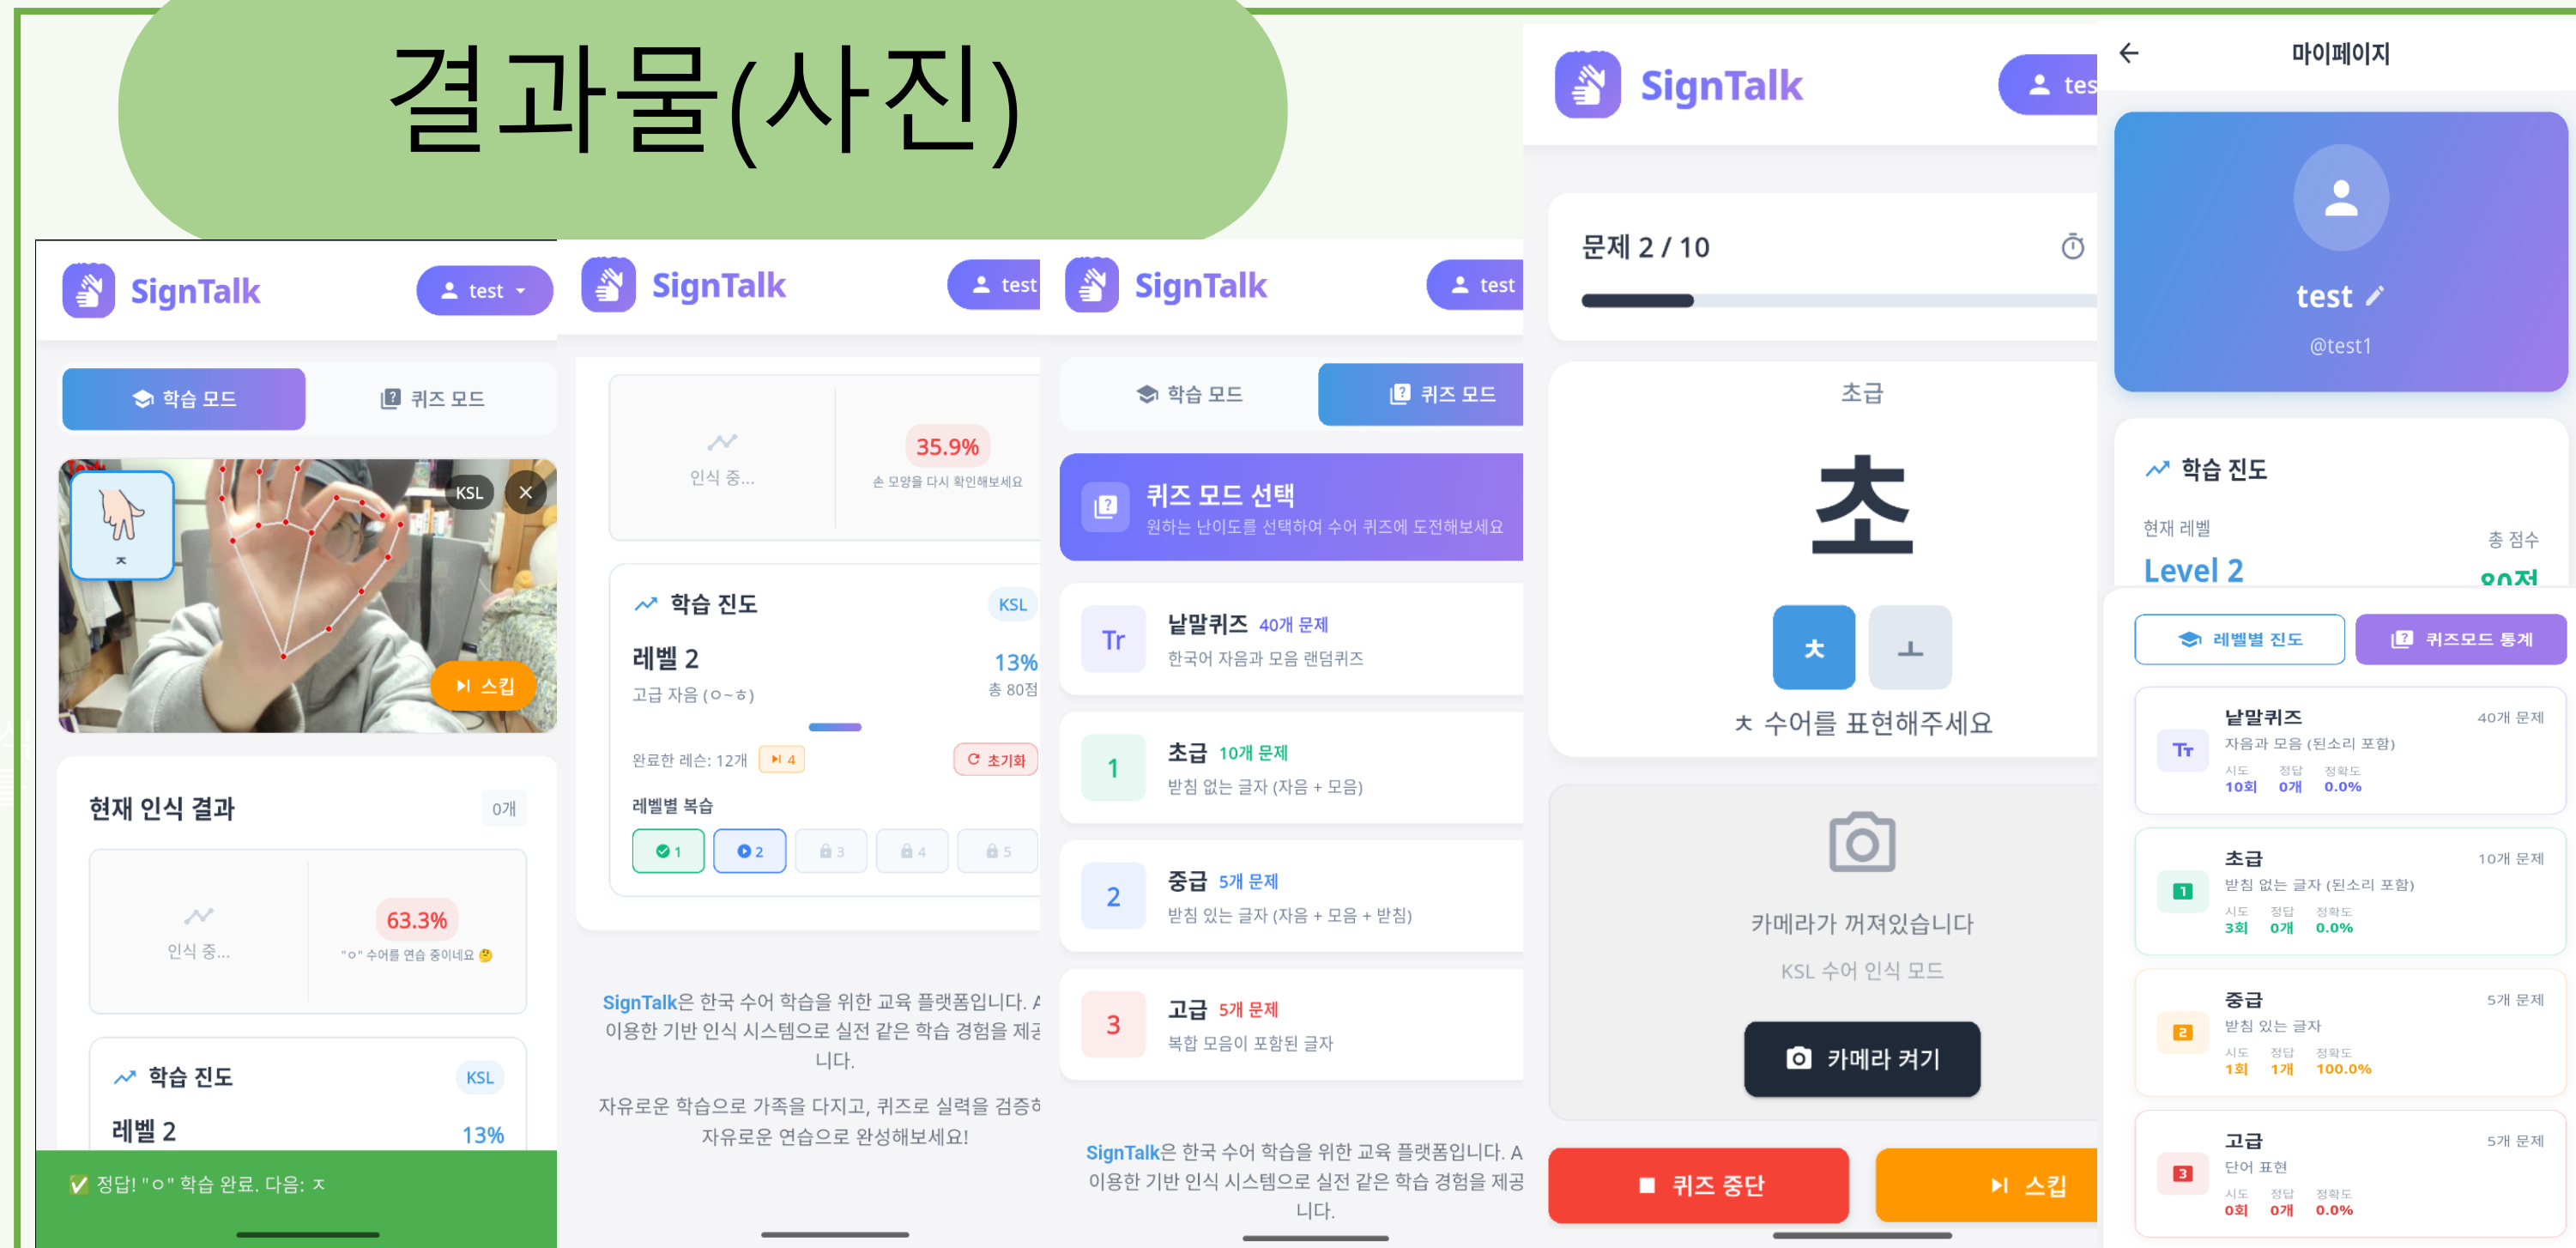 결과물(사진)
SignTalk
test
학습 모드
퀴즈 모드
ㅈ
KSL
스킵
현재 인식 결과
0개
인식 중...
63.3%
"ㅇ" 수어를 연습 중이네요 🤔
학습 진도
KSL
레벨 2
13%
✅ 정답! "ㅇ" 학습 완료. 다음: ㅈ
SignTalk
test
인식 중...
35.9%
손 모양을 다시 확인해보세요
학습 진도
KSL
레벨 2
13%
고급 자음 (ㅇ~ㅎ)
총 80점
완료한 레슨: 12개
4
초기화
레벨별 복습
1
2
3
4
5
SignTalk은 한국 수어 학습을 위한 교육 플랫폼입니다. A
이용한 기반 인식 시스템으로 실전 같은 학습 경험을 제공
니다.
자유로운 학습으로 가족을 다지고, 퀴즈로 실력을 검증하
자유로운 연습으로 완성해보세요!
SignTalk
test
학습 모드
퀴즈 모드
퀴즈 모드 선택
원하는 난이도를 선택하여 수어 퀴즈에 도전해보세요
Tr
낱말퀴즈 40개 문제
한국어 자음과 모음 랜덤퀴즈
1
초급 10개 문제
받침 없는 글자 (자음 + 모음)
2
중급 5개 문제
받침 있는 글자 (자음 + 모음 + 받침)
3
고급 5개 문제
복합 모음이 포함된 글자
SignTalk은 한국 수어 학습을 위한 교육 플랫폼입니다. A
이용한 기반 인식 시스템으로 실전 같은 학습 경험을 제공
니다.
SignTalk
tes
문제 2 / 10
초급
초
ㅊ
ㅗ
ㅊ 수어를 표현해주세요
카메라가 꺼져있습니다
KSL 수어 인식 모드
카메라 켜기
퀴즈 중단
스킵
마이페이지
test
@test1
학습 진도
현재 레벨
총 점수
Level 2
80점
레벨별 진도
퀴즈모드 통계
Tт
낱말퀴즈
40개 문제
자음과 모음 (된소리 포함)
시도 정답 정확도
10회 0개 0.0%
1
초급
10개 문제
받침 없는 글자 (된소리 포함)
시도 정답 정확도
3회 0개 0.0%
2
중급
5개 문제
받침 있는 글자
시도 정답 정확도
1회 1개 100.0%
3
고급
5개 문제
단어 표현
시도 정답 정확도
0회 0개 0.0%